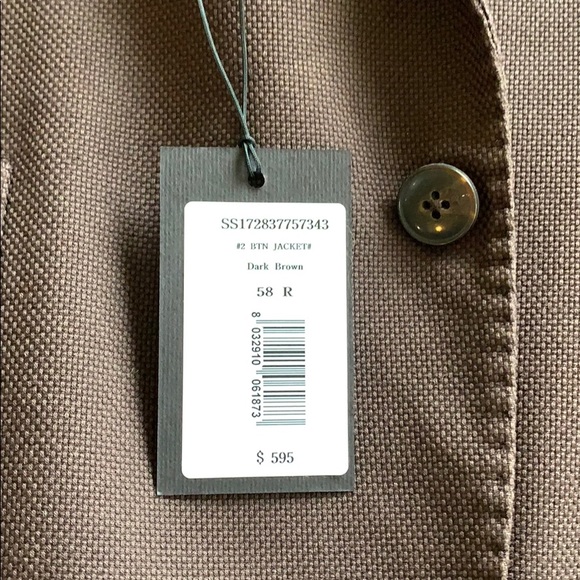 SS172837757343
#2 BTN JACKET#
Dark Brown
58 R
8 032910 061873
$ 595